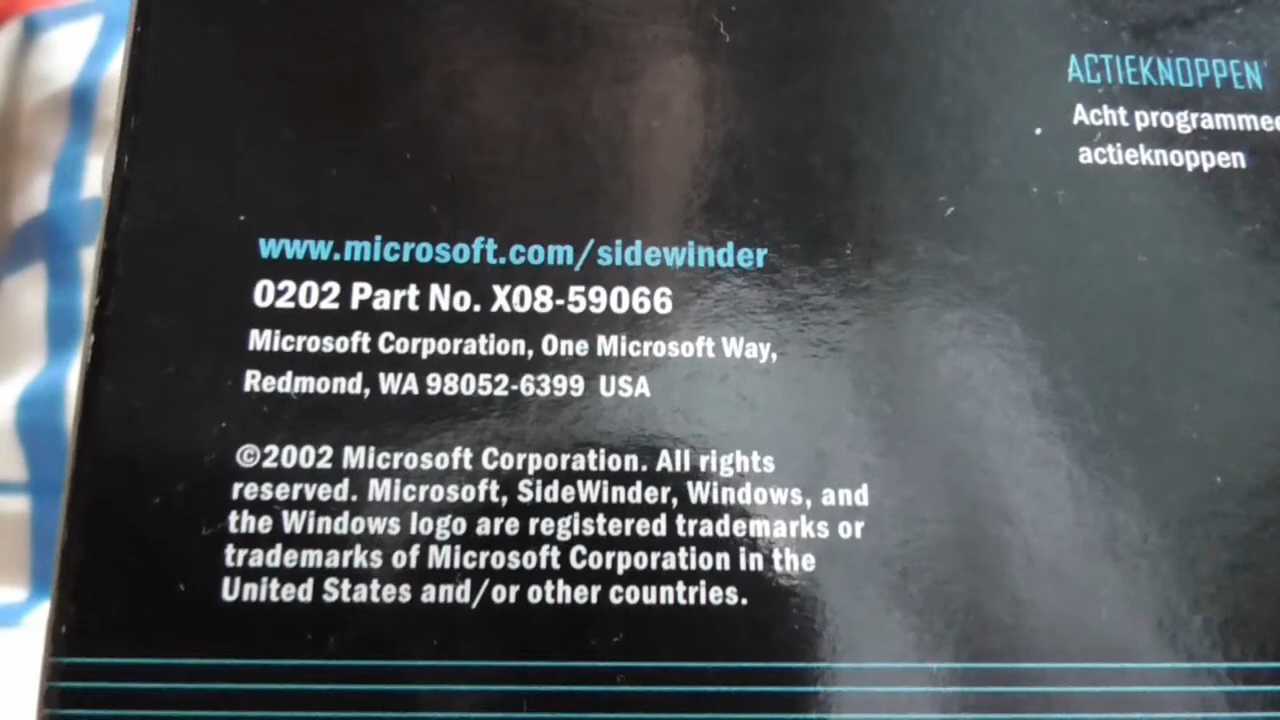 ACTIEKNOPPEN
Acht
actieknoppen
www.microsoft.com/sidewinder
0202 Part No. X08-59066
Microsoft Corporation, One Microsoft Way,
Redmond, WA 98052-6399 USA
©2002 Microsoft Corporation. All rights
reserved. Microsoft, SideWinder, Windows, and
the Windows logo are registered trademarks or
trademarks of Microsoft Corporation in the
United States and/or other countries.